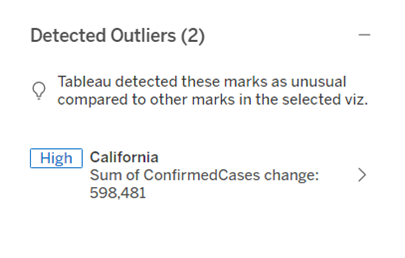 Detected Outliers (2)
Tableau detected these marks as unusual
compared to other marks in the selected viz.
High
California
Sum of ConfirmedCases change:
598,481